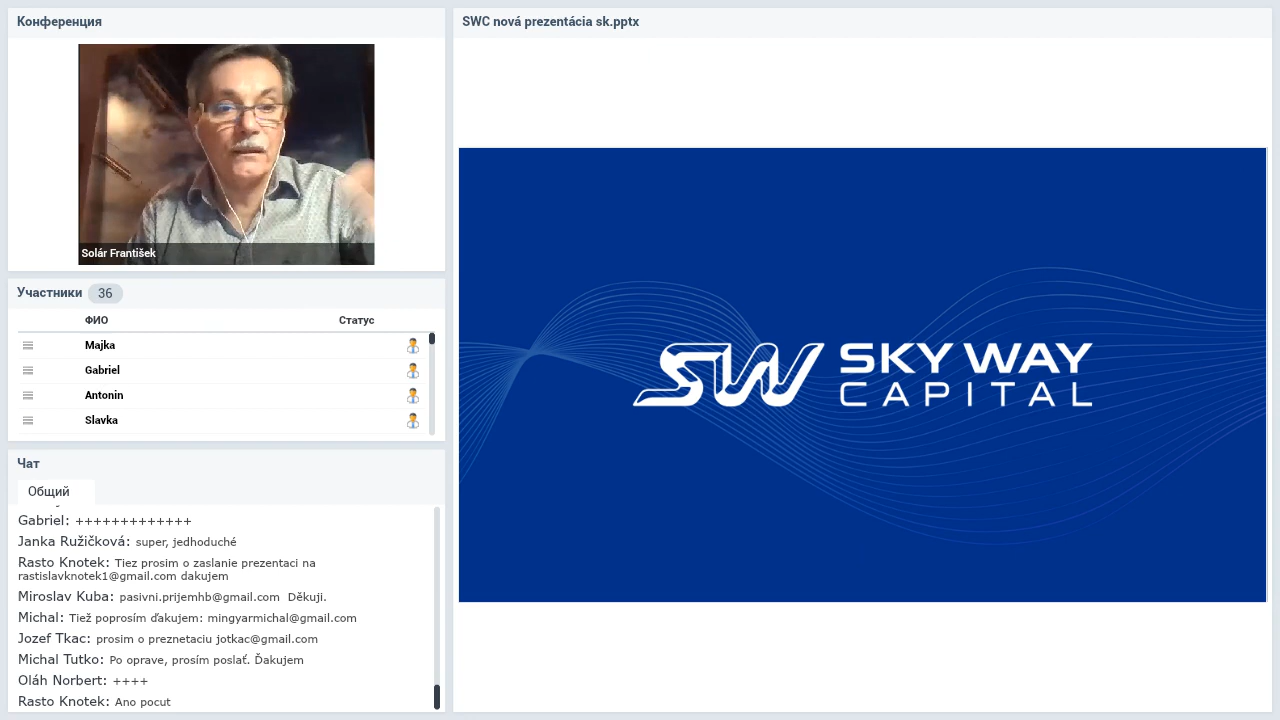 Конференция
Solár František
Участники 36
ФИО Статус
Majka
Gabriel
Antonin
Slavka
Чат
Общий
Gabriel: +++++++++++++
Janka Ružičková: super, jedhoduché
Rasto Knotek: Tiez prosim o zaslanie prezentaci na
rastislavknotek1@gmail.com dakujem
Miroslav Kuba: pasivni.prijemhb@gmail.com Děkuji.
Michal: Tiež poprosím ďakujem: mingyarmichal@gmail.com
Jozef Tkac: prosim o preznetaciu jotkac@gmail.com
Michal Tutko: Po oprave, prosím poslať. Ďakujem
Oláh Norbert: ++++
Rasto Knotek: Ano pocut
SWC nová prezentácia sk.pptx
SW SKY WAY
CAPITAL